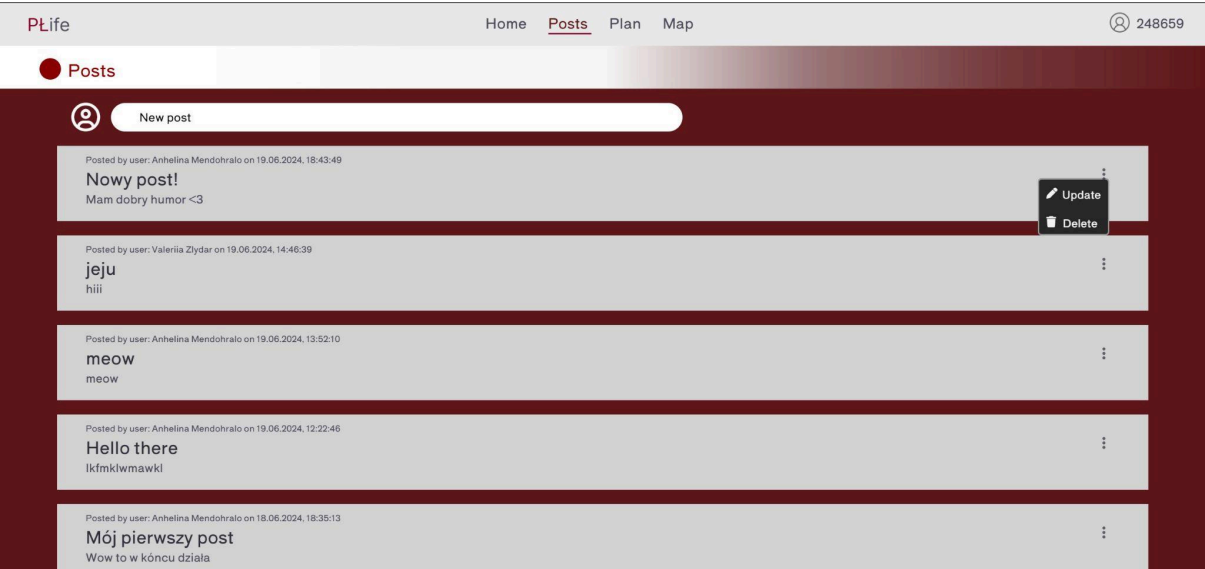 PŁife
Home Posts Plan Map
248659
Posts
New post
Posted by user: Anhelina Mendohralo on 19.06.2024, 18:43:49
Nowy post!
Mam dobry humor <3
Update
Delete
Posted by user: Valeriia Zlydar on 19.06.2024, 14:46:39
jeju
hiii
Posted by user: Anhelina Mendohralo on 19.06.2024, 13:52:10
meow
meow
Posted by user: Anhelina Mendohralo on 19.06.2024, 12:22:46
Hello there
lkfmklwmawkl
Posted by user: Anhelina Mendohralo on 18.06.2024, 18:35:13
Mój pierwszy post
Wow to w kóncu działa